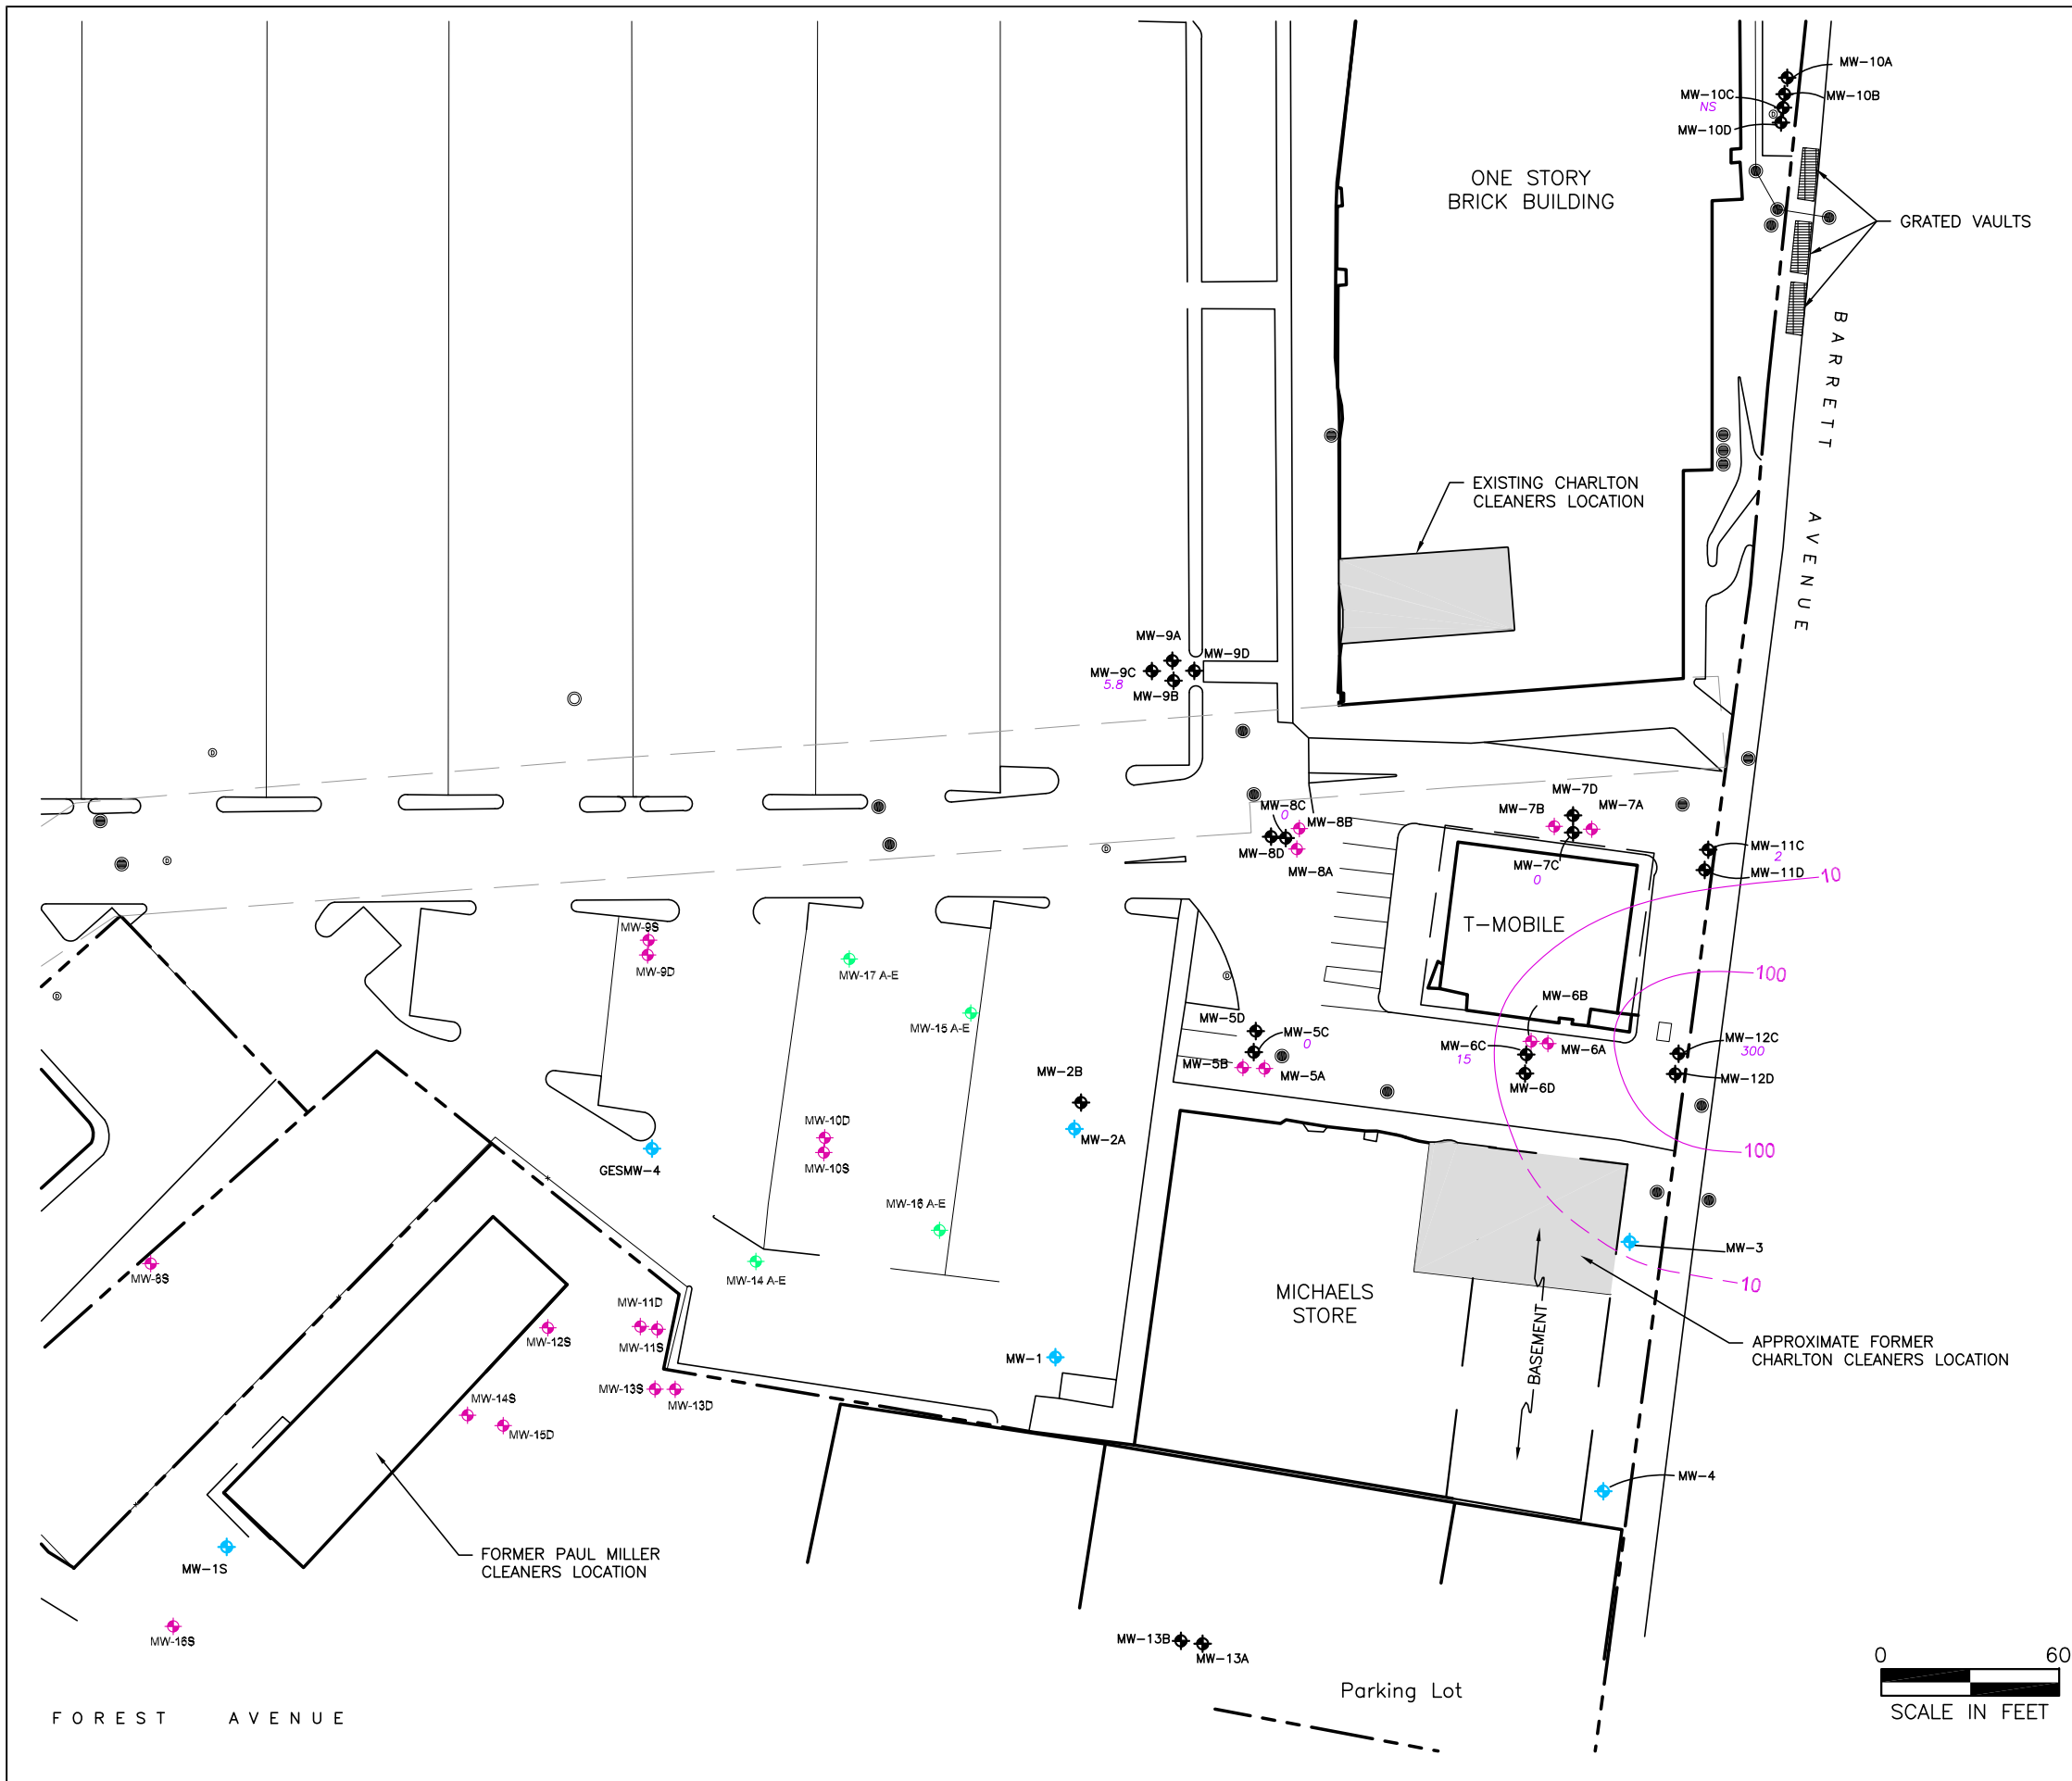 MW-10A
MW-10C
NS
MW-10B
MW-10D
ONE STORY
BRICK BUILDING
GRATED VAULTS
BARRETT AVENUE
EXISTING CHARLTON
CLEANERS LOCATION
MW-9A
MW-9D
MW-9C
5.8
MW-9B
MW-7D
MW-7B
MW-7A
MW-8C
0
MW-8B
MW-8D
MW-8A
MW-7C
0
MW-11C
2
MW-11D
10
T-MOBILE
MW-9S
MW-9D
MW-17 A-E
100
MW-15 A-E
MW-6B
MW-5D
MW-5C
0
MW-6C
15
MW-6A
MW-12C
300
MW-5B
MW-5A
MW-6D
MW-12D
MW-2B
MW-2A
MW-10D
MW-10S
100
GESMW-4
MW-16 A-E
MW-3
MW-8S
MW-14 A-E
10
MICHAELS
STORE
BASEMENT
MW-11D
MW-12S
MW-11S
APPROXIMATE FORMER
CHARLTON CLEANERS LOCATION
MW-1
MW-13S
MW-13D
MW-14S
MW-15D
MW-4
FORMER PAUL MILLER
CLEANERS LOCATION
MW-1S
MW-16S
MW-13B
MW-13A
Parking Lot
0 60
SCALE IN FEET
FOREST AVENUE